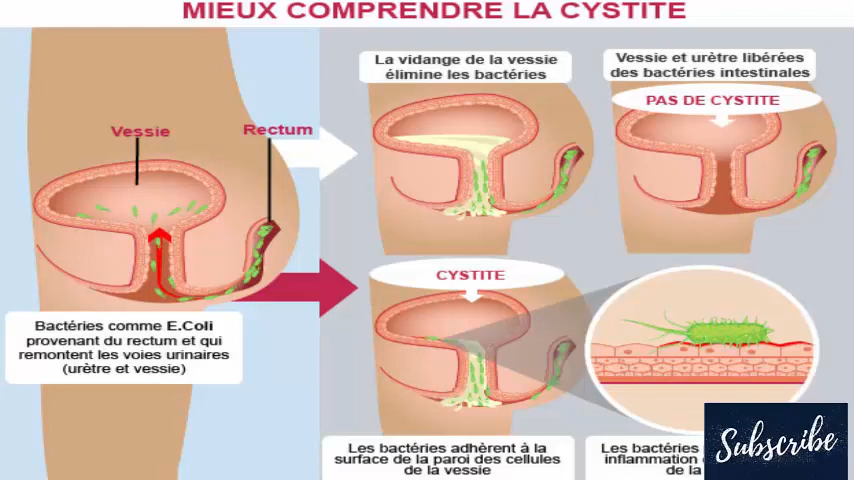 MIEUX COMPRENDRE LA CYSTITE
Vessie
Rectum
Bactéries comme E.Coli
provenant du rectum et qui
remontent les voies urinaires
(urètre et vessie)
La vidange de la vessie
élimine les bactéries
Vessie et urètre libérées
des bactéries intestinales
PAS DE CYSTITE
CYSTITE
Les bactéries adhèrent à la
surface de la paroi des cellules
de la vessie
Les bactéries
inflammation
de la
Subscribe